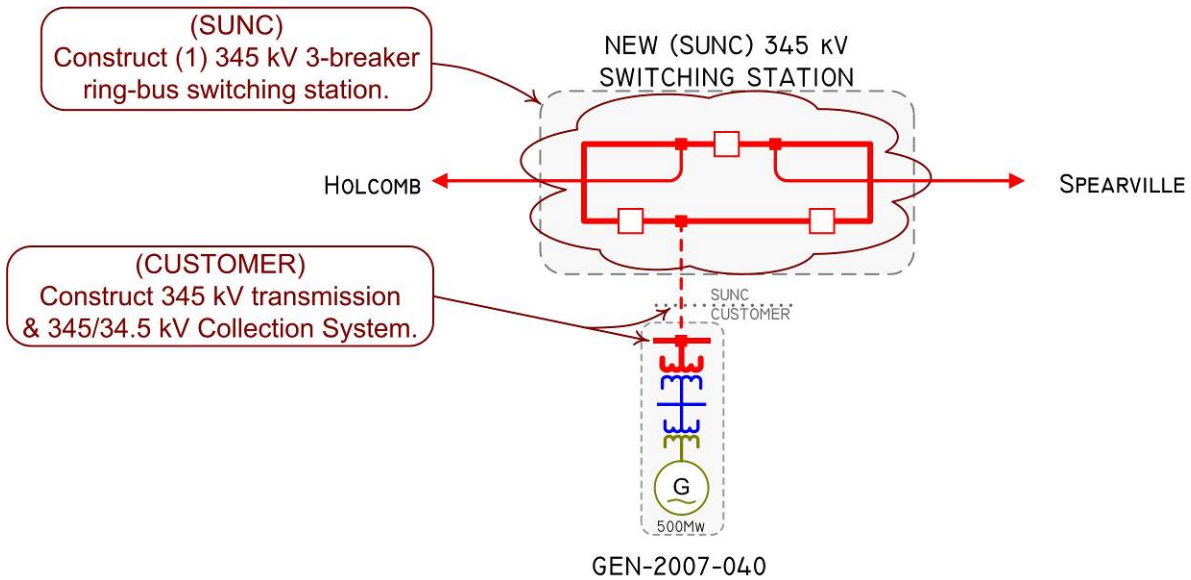 (SUNC)
Construct (1) 345 kV 3-breaker
ring-bus switching station.
NEW (SUNC) 345 KV
SWITCHING STATION
HOLCOMB
SPEARVILLE
(CUSTOMER)
Construct 345 kV transmission
& 345/34.5 kV Collection System.
SUNC
CUSTOMER
G
500MW
GEN-2007-040